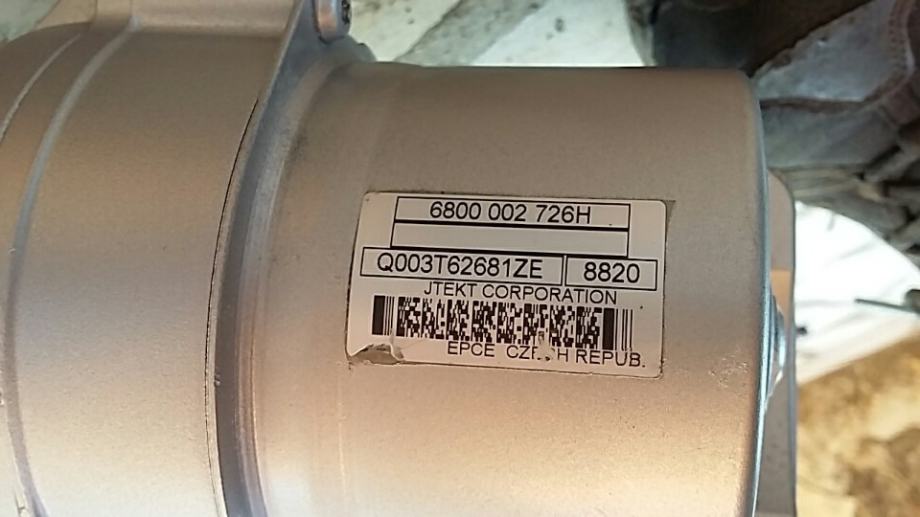 6800 002 726H
Q003T62681ZE 8820
JTEKT CORPORATION
EPCE REPUB.